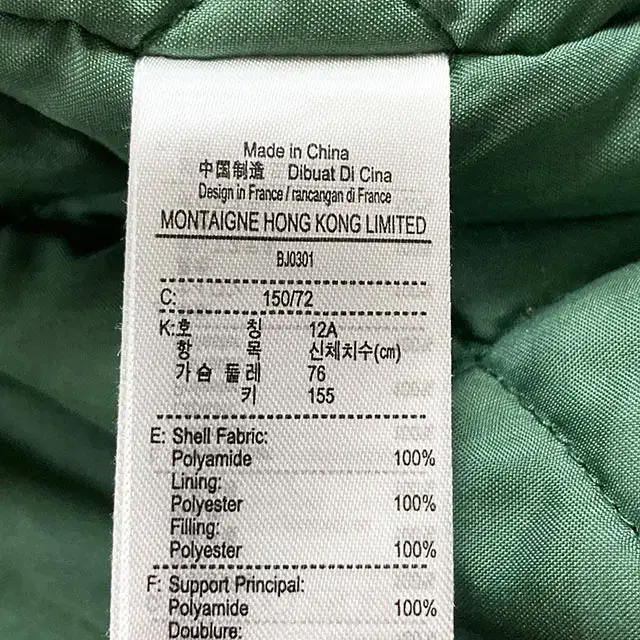 Made in China
中国制造 Dibuat Di Cina
Design in France / rancangan di France
MONTAIGNE HONG KONG LIMITED
BJ0301
C: 150/72
K: 호 칭 12A
항 목 신체치수(cm)
가슴 둘레 76
키 155
E: Shell Fabric:
Polyamide 100%
Lining:
Polyester 100%
Filling:
Polyester 100%
F: Support Principal:
Polyamide 100%
Doublure: